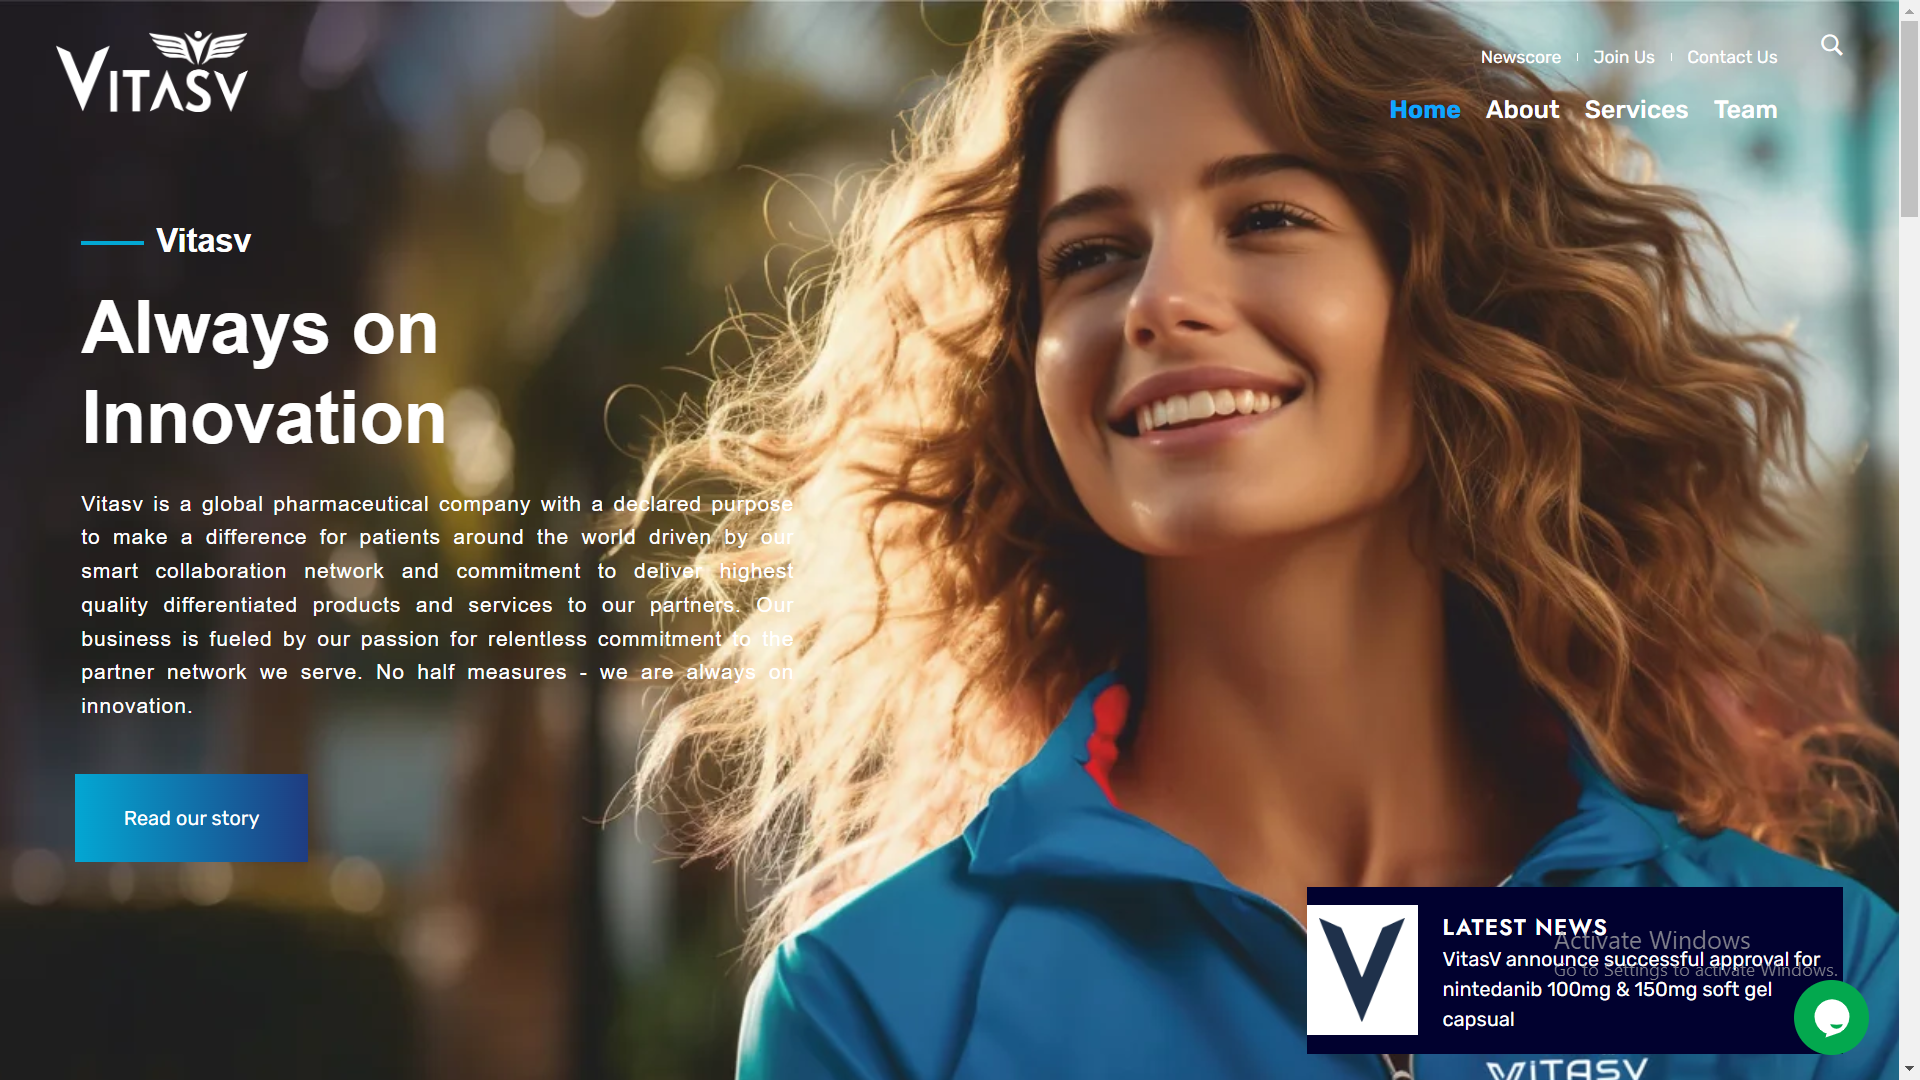 VITASV
Newscore
Join Us
Contact Us
Home
About
Services
Team
Vitasv
Always on
Innovation
Vitasv is a global pharmaceutical company with a declared purpose
to make a difference for patients around the world driven by our
smart collaboration network and commitment to deliver highest
quality differentiated products and services to our partners. Our
business is fueled by our passion for relentless commitment to the
partner network we serve. No half measures - we are always on
innovation.
Read our story
V
LATEST NEWS
VitasV announce successful approval for
nintedanib 100mg & 150mg soft gel
capsual
Activate Windows
Go to Settings to activate Windows.
VITASV